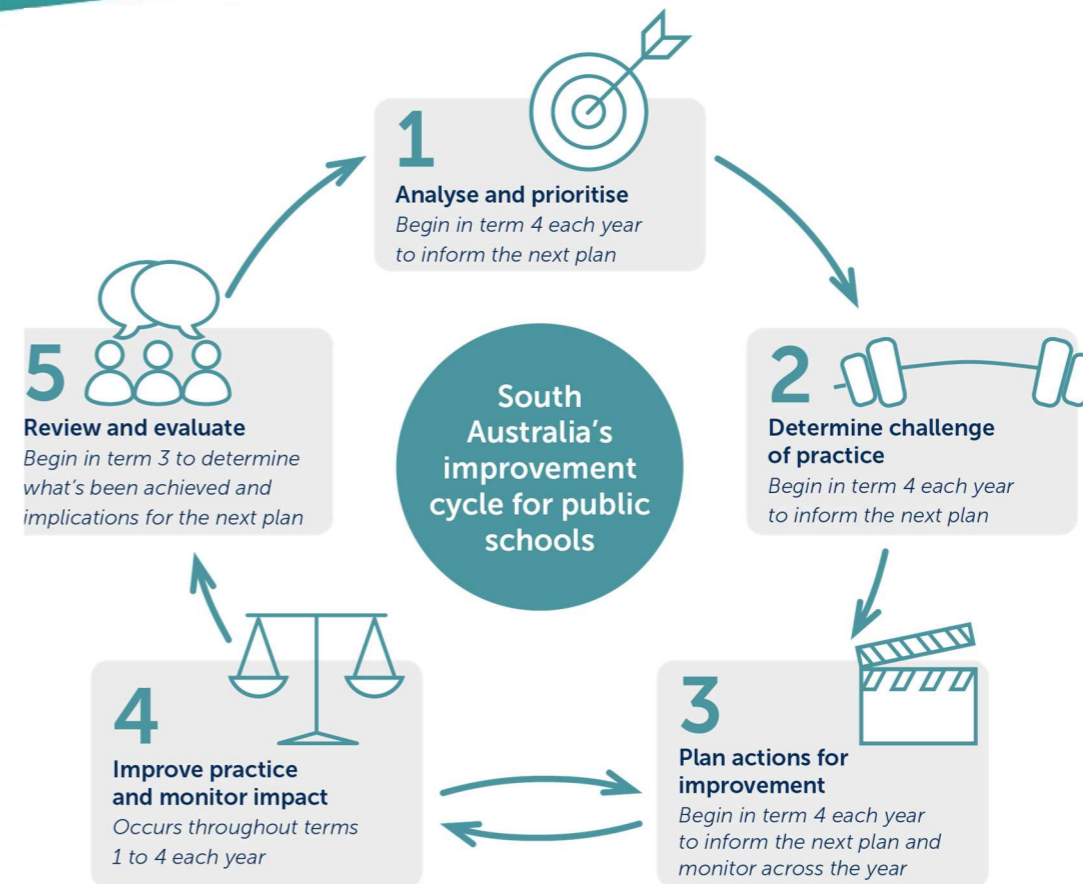 1
Analyse and prioritise
Begin in term 4 each year
to inform the next plan
2
Determine challenge
of practice
Begin in term 4 each year
to inform the next plan
3
Plan actions for
improvement
Begin in term 4 each year
to inform the next plan and
monitor across the year
4
Improve practice
and monitor impact
Occurs throughout terms
1 to 4 each year
5
Review and evaluate
Begin in term 3 to determine
what's been achieved and
implications for the next plan
South
Australia's
improvement
cycle for public
schools